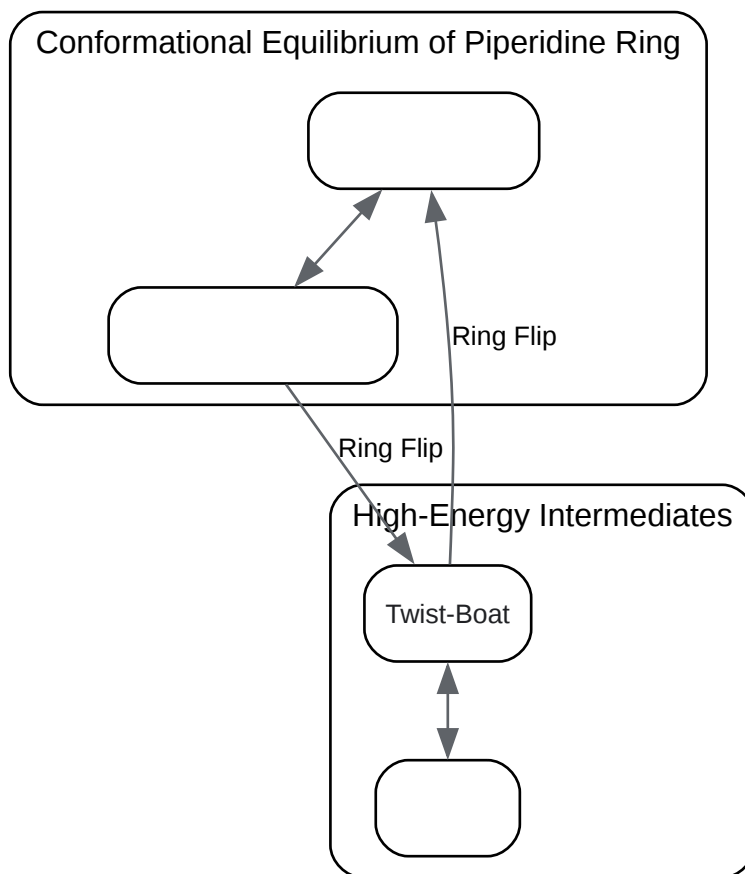 Conformational Equilibrium of Piperidine Ring
Ring Flip
Ring Flip
High-Energy Intermediates
Twist-Boat